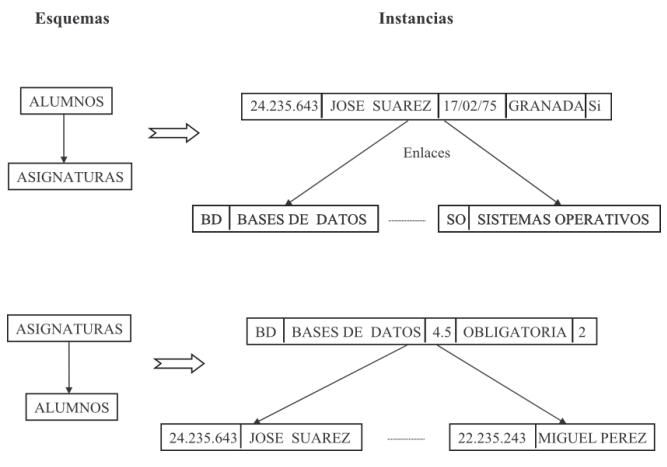 Esquemas
Instancias
ALUMNOS
24.235.643 JOSE SUAREZ 17/02/75 GRANADA Si
Enlaces
ASIGNATURAS
BD BASES DE DATOS
SO SISTEMAS OPERATIVOS
ASIGNATURAS
BD BASES DE DATOS 4.5 OBLIGATORIA 2
ALUMNOS
24.235.643 JOSE SUAREZ
22.235.243 MIGUEL PEREZ